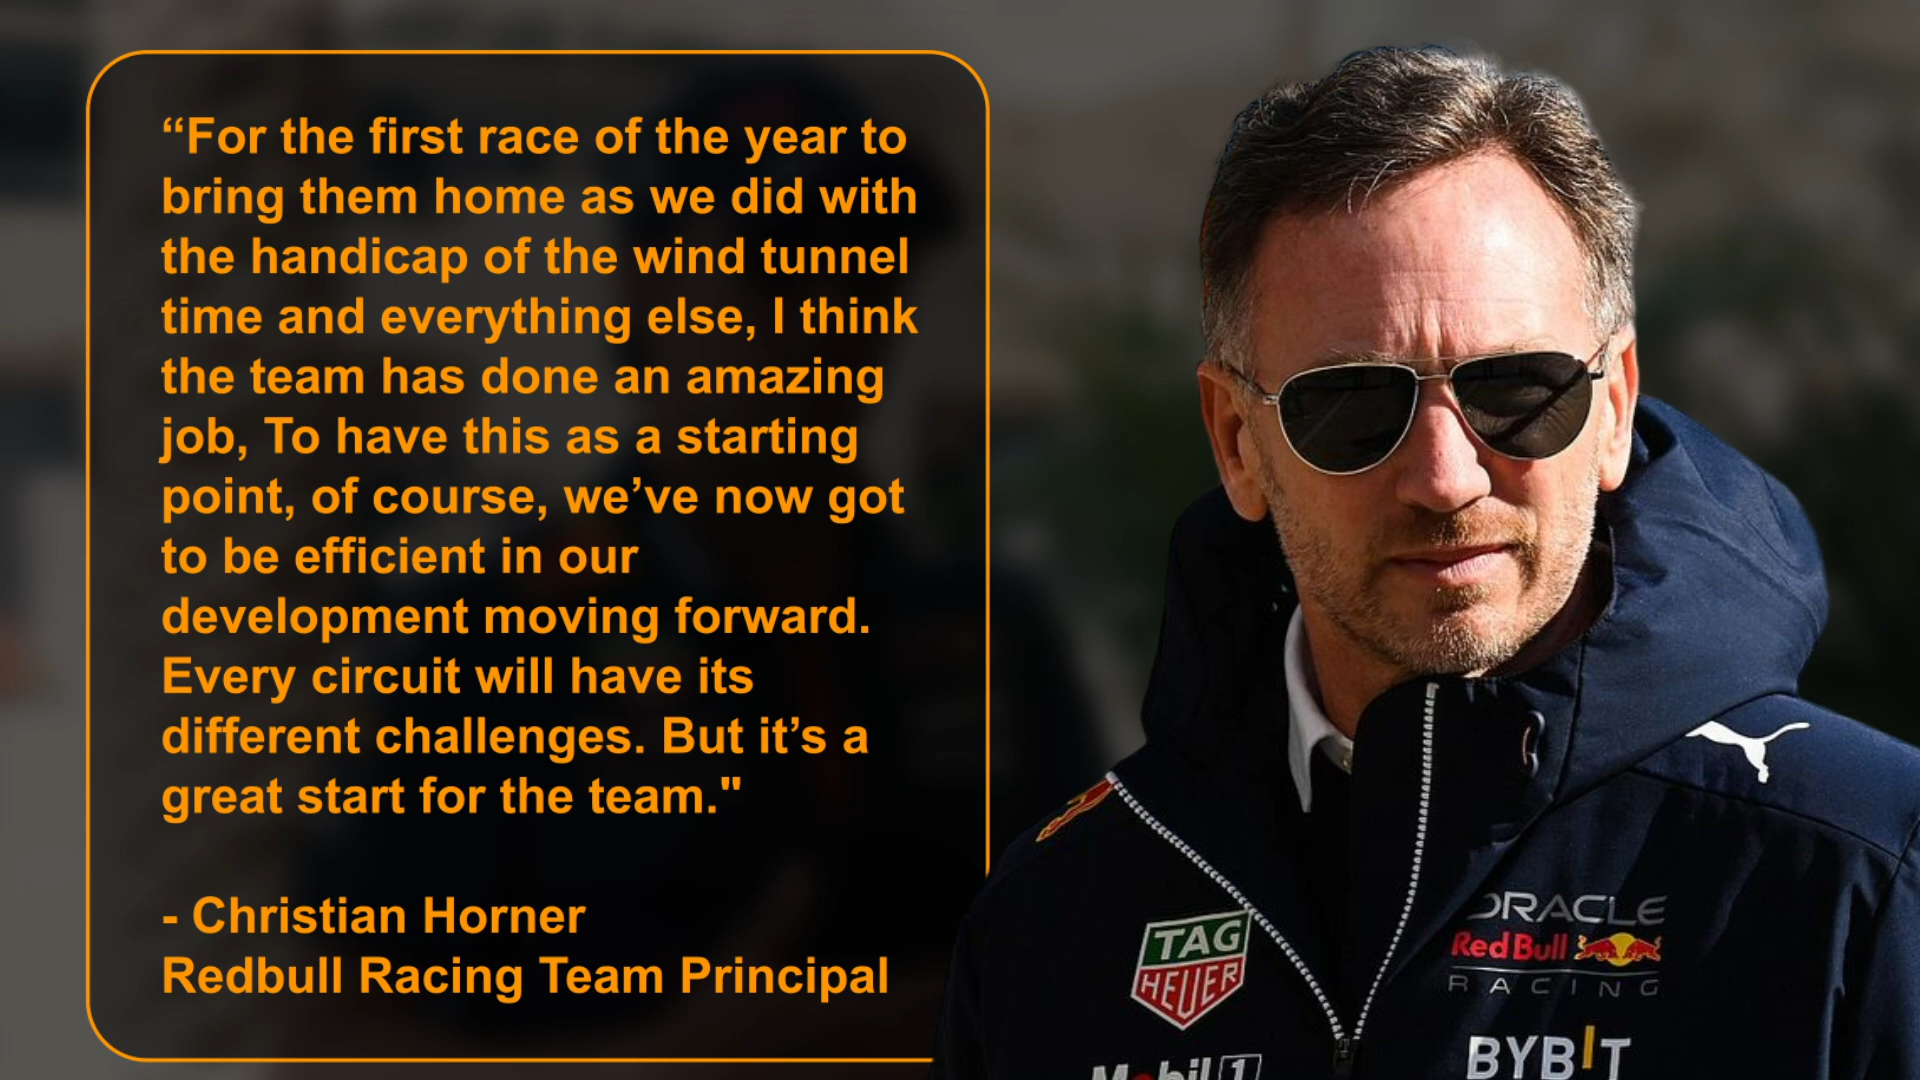 “For the first race of the year to
bring them home as we did with
the handicap of the wind tunnel
time and everything else, I think
the team has done an amazing
job, To have this as a starting
point, of course, we’ve now got
to be efficient in our
development moving forward.
Every circuit will have its
different challenges. But it’s a
great start for the team."
- Christian Horner
Redbull Racing Team Principal
TAG
HEUER
ORACLE
Red Bull
RACING
BYBIT
Mobil 1